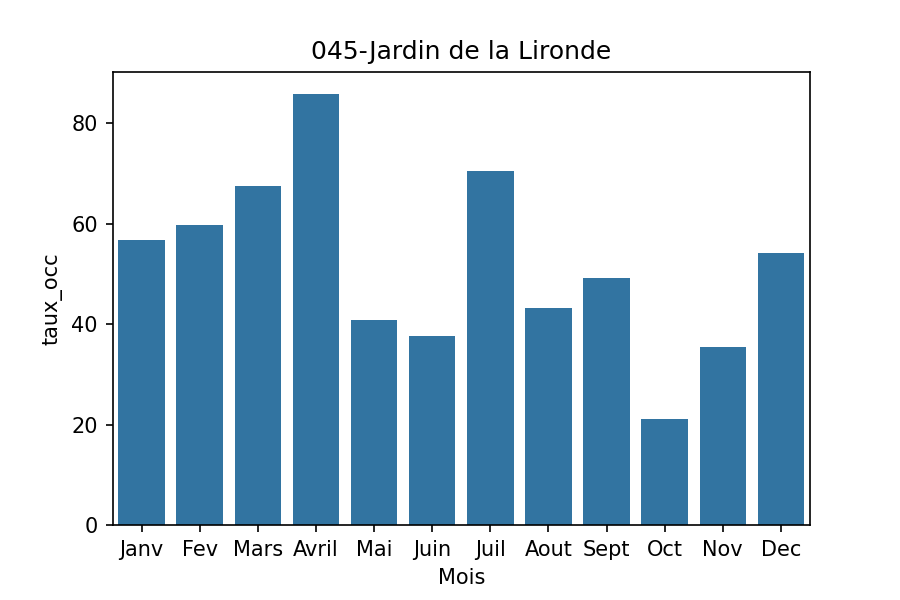 045-Jardin de la Lironde
80
60
40
20
0
taux_occ
Janv Fev Mars Avril Mai Juin Juil Aout Sept Oct Nov Dec
Mois